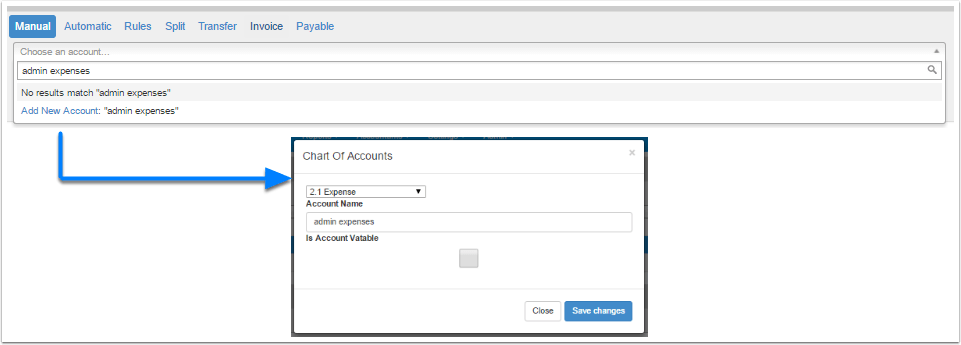 Manual Automatic Rules Split Transfer Invoice Payable
Choose an account...
admin expenses
No results match "admin expenses"
Add New Account: "admin expenses"
Chart Of Accounts ×
2.1 Expense
Account Name
admin expenses
Is Account Vatable
Close Save changes